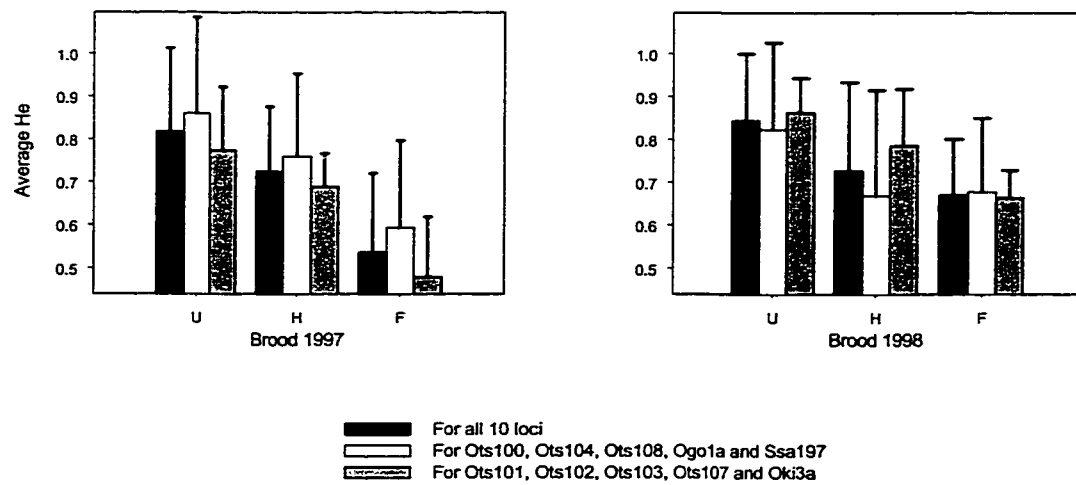 Average He
1.0
0.9
0.8
0.7
0.6
0.5
U H F
Brood 1997
1.0
0.9
0.8
0.7
0.6
0.5
U H F
Brood 1998
For all 10 loci
For Ots100, Ots104, Ots108, Ogo1a and Ssa197
For Ots101, Ots102, Ots103, Ots107 and Oki3a